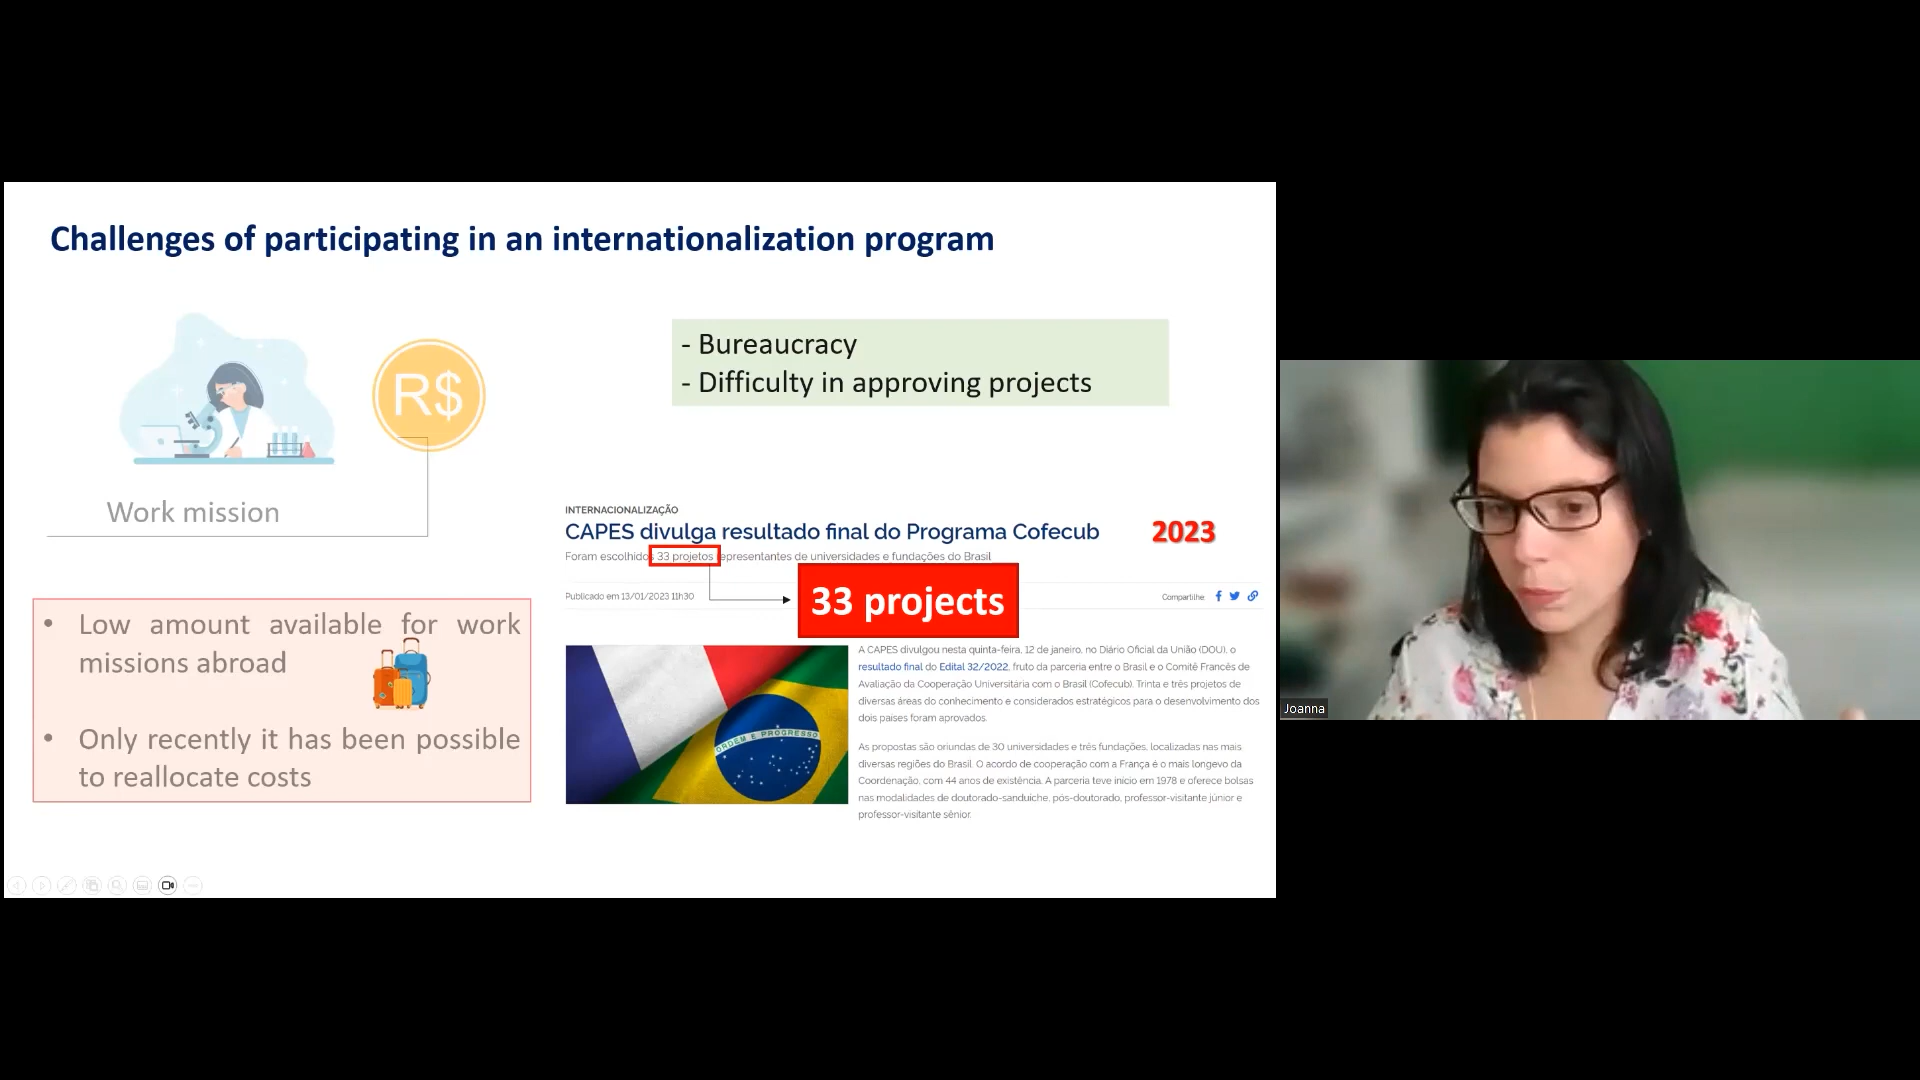 Challenges of participating in an internationalization program
R$
Work mission
• Low amount available for work
missions abroad
• Only recently it has been possible
to reallocate costs
- Bureaucracy
- Difficulty in approving projects
INTERNACIONALIZAÇÃO
CAPES divulga resultado final do Programa Cofecub
2023
Foram escolhidos 33 projetos representantes de universidades e fundações do Brasil
33 projects
Publicado em 13/01/2023 11h30
Compartilhe:
A CAPES divulgou nesta quinta-feira, 12 de janeiro, no Diário Oficial da União (DOU), o
resultado final do Edital 32/2022, fruto da parceria entre o Brasil e o Comitê Francês de
Avaliação da Cooperação Universitária com o Brasil (Cofecub). Trinta e três projetos de
diversas áreas do conhecimento e considerados estratégicos para o desenvolvimento dos
dois países foram aprovados.
As propostas são oriundas de 30 universidades e três fundações, localizadas nas mais
diversas regiões do Brasil. O acordo de cooperação com a França é o mais longevo da
Coordenação, com 44 anos de existência. A parceria teve início em 1978 e oferece bolsas
nas modalidades de doutorado-sanduíche, pós-doutorado, professor-visitante júnior e
professor-visitante sênior.
ORDEM E PROGRESSO
Joanna